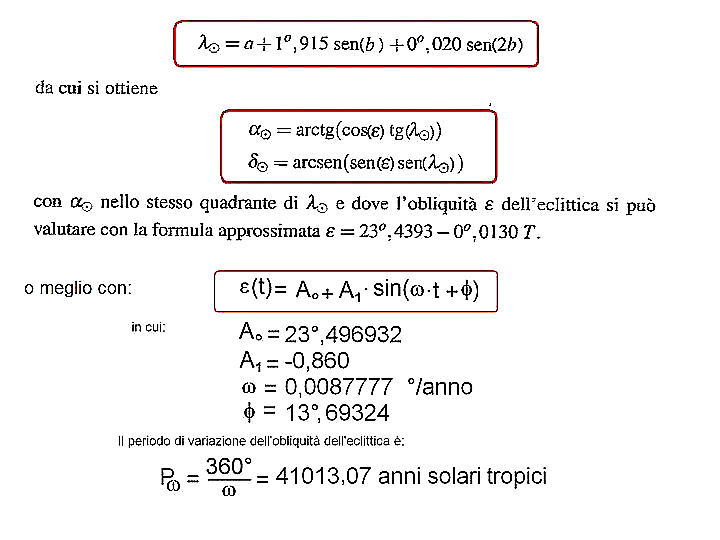 λ☉ = a + 1°,915 sen(b) + 0°,020 sen(2b)
da cui si ottiene
α☉ = arctg(cos(ε) tg(λ☉))
δ☉ = arcsen(sen(ε) sen(λ☉))
con α☉ nello stesso quadrante di λ☉ e dove l'obliquità ε dell'eclittica si può
valutare con la formula approssimata ε = 23°,4393 − 0°,0130 T.
o meglio con: ε(t) = A₀ + A₁ · sin(ω·t + ϕ)
in cui: A₀ = 23°,496932
A₁ = -0,860
ω = 0,0087777 °/anno
ϕ = 13°,69324
Il periodo di variazione dell'obliquità dell'eclittica è:
Pω = 360°/ω = 41013,07 anni solari tropici